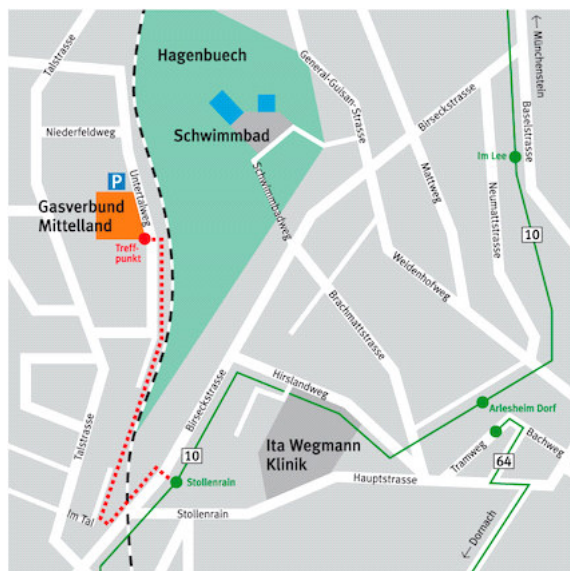 Talstrasse
Hagenbuech
General-Guisan-Strasse
← Münchenstein
Baselstrasse
Birseckstrasse
Niederfeldweg
Schwimmbad
Im Lee
P
Untertalweg
Schwimmbadweg
Mattweg
Neumattstrasse
Gasverbund
Mittelland
Treff-
punkt
10
Weidenhofweg
Brachmattstrasse
Birseckstrasse
Hirslandweg
Arlesheim Dorf
Talstrasse
10
Ita Wegmann
Klinik
Tramweg
64
Bachweg
Stollenrain
Hauptstrasse
Im Tal
Stollenrain
← Dornach